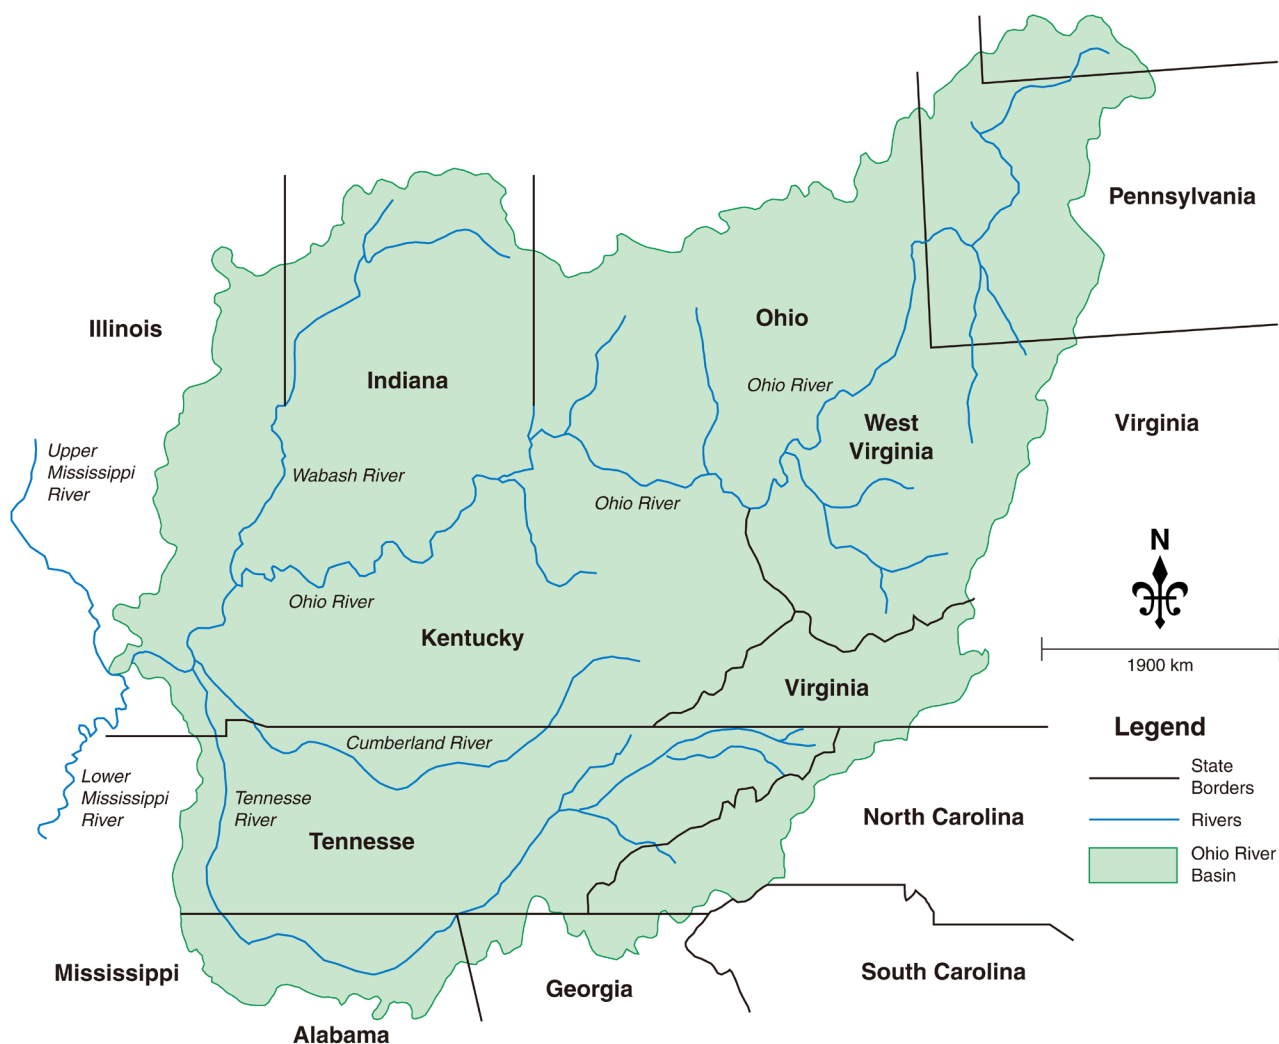 Pennsylvania
Illinois
Ohio
Indiana
Ohio River
West
Virginia
Virginia
Upper
Mississippi
River
Wabash River
Ohio River
N
Ohio River
Kentucky
1900 km
Virginia
Legend
Cumberland River
State
Borders
Lower
Mississippi
River
Tennessee
River
Rivers
North Carolina
Tennesse
Ohio River
Basin
Mississippi
South Carolina
Georgia
Alabama